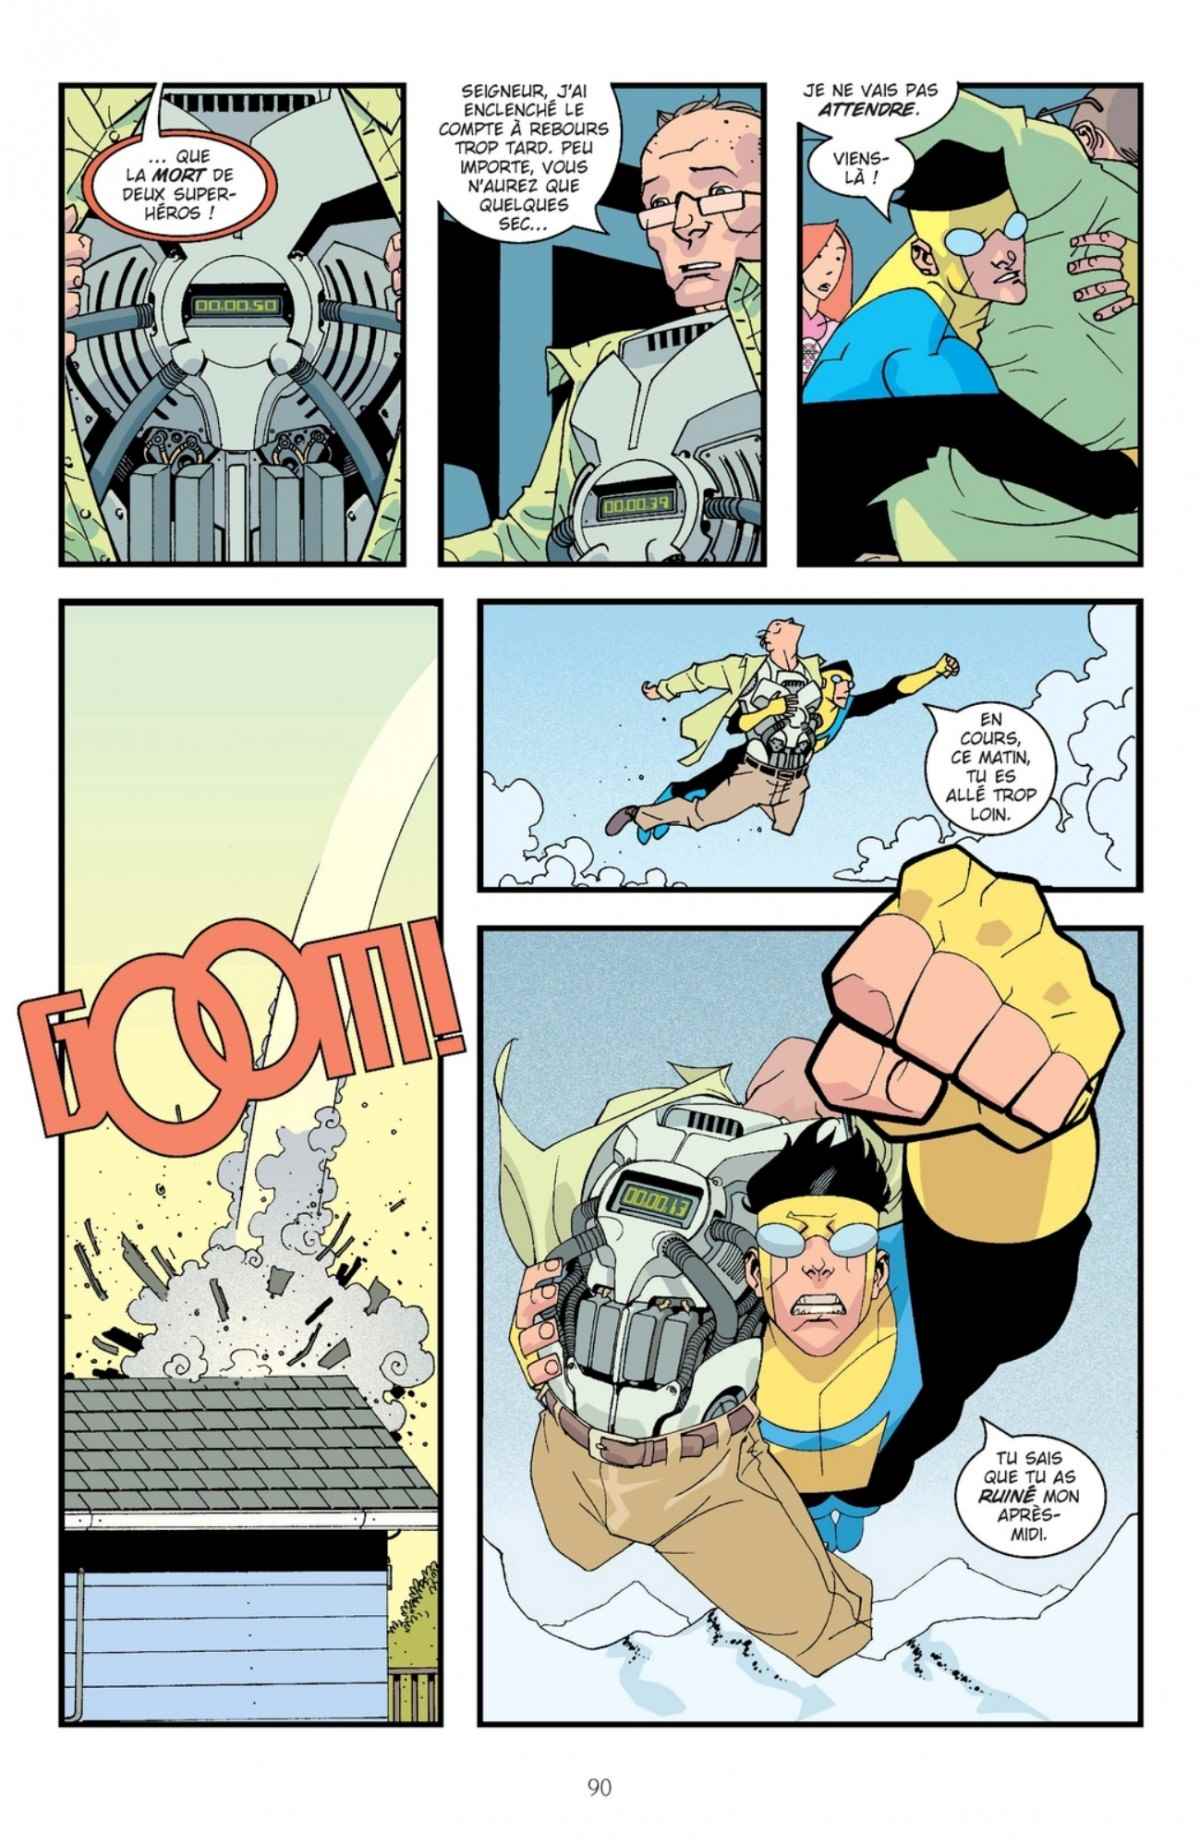 ... QUE
LA MORT DE
DEUX SUPER-
HÉROS !
00:00:50
SEIGNEUR, J'AI
ENCLENCHÉ LE
COMPTE À REBOURS
TROP TARD. PEU
IMPORTE, VOUS
N'AUREZ QUE
QUELQUES
SEC...
00:00:39
JE NE VAIS PAS
ATTENDRE.
VIENS-
LÀ !
BOOM!
EN
COURS,
CE MATIN,
TU ES
ALLÉ TROP
LOIN.
00:00:13
TU SAIS
QUE TU AS
RUINÉ MON
APRÈS-
MIDI.
90